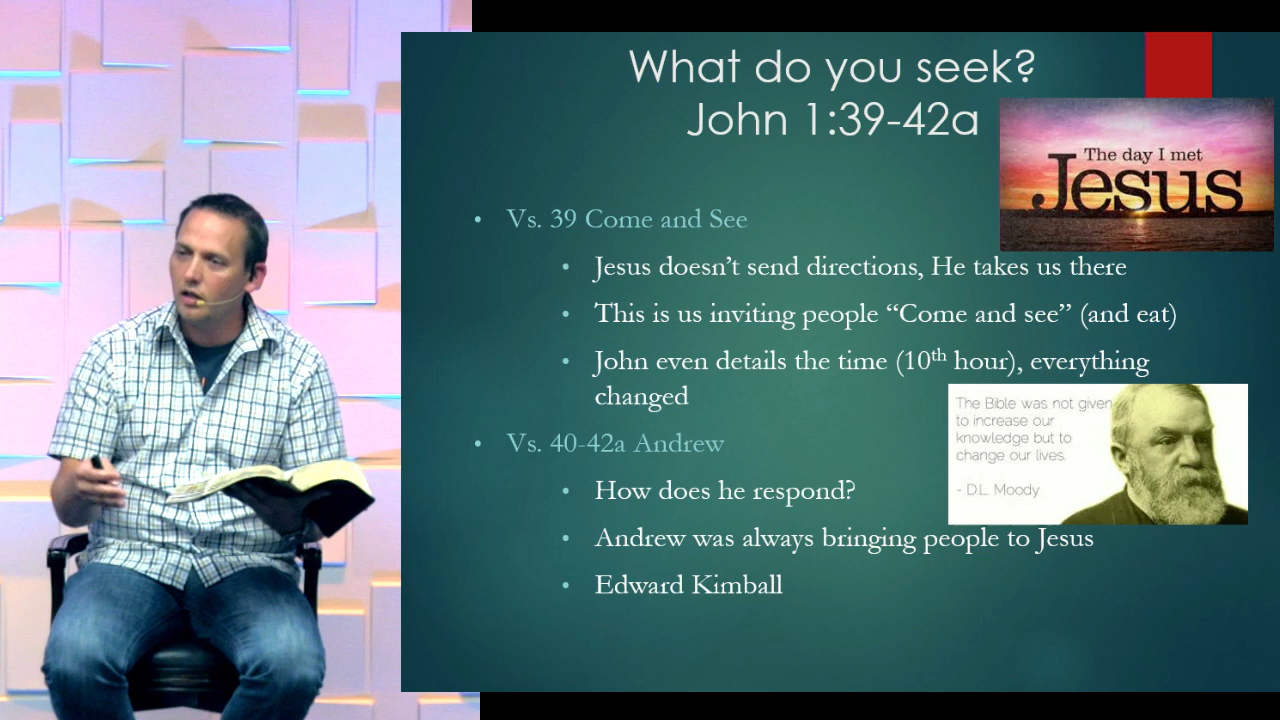 What do you seek?
John 1:39-42a
The day I met
Jesus
• Vs. 39 Come and See
• Jesus doesn’t send directions, He takes us there
• This is us inviting people “Come and see” (and eat)
• John even details the time (10th hour), everything
changed
The Bible was not given
to increase our
knowledge but to
change our lives.
- D.L. Moody
• Vs. 40-42a Andrew
• How does he respond?
• Andrew was always bringing people to Jesus
• Edward Kimball